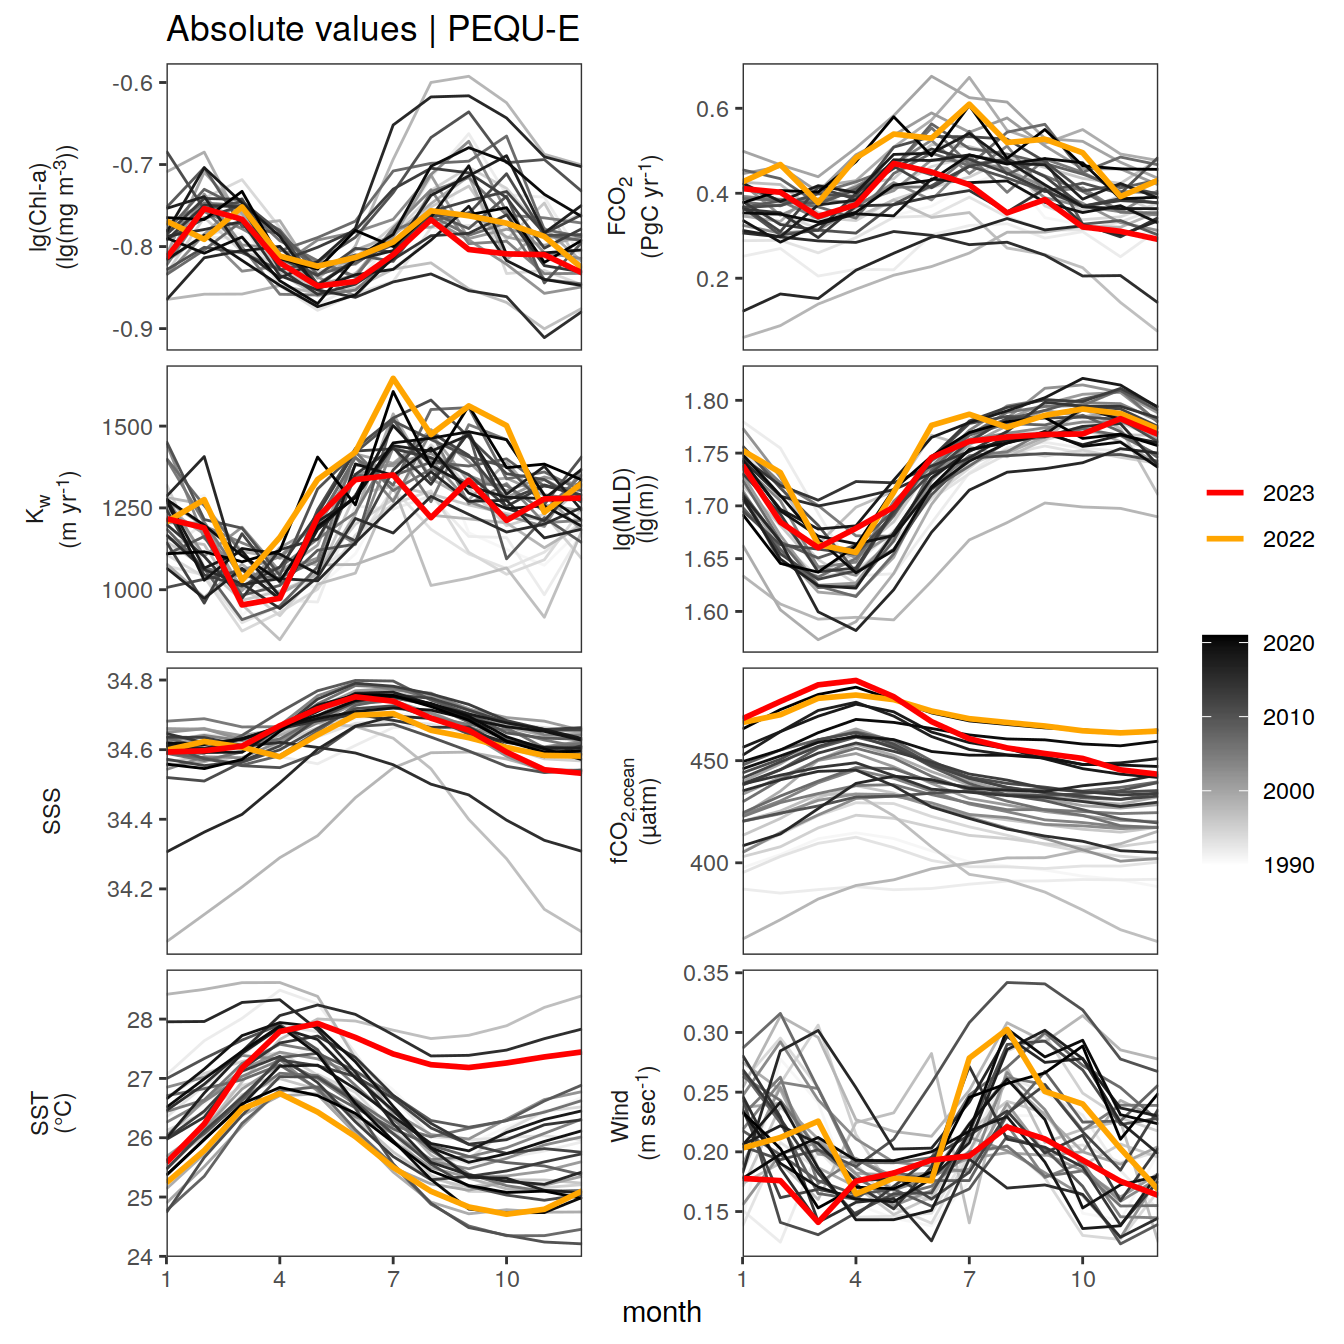 Absolute values | PEQU-E
lg(Chl-a)
(lg(mg m⁻³))
-0.6
-0.7
-0.8
-0.9
FCO₂
(PgC yr⁻¹)
0.6
0.4
0.2
K_w
(m yr⁻¹)
1500
1250
1000
lg(MLD)
(lg(m))
1.80
1.75
1.70
1.65
1.60
SSS
34.8
34.6
34.4
34.2
fCO₂,ocean
(µatm)
450
400
SST
(°C)
28
27
26
25
24
Wind
(m sec⁻¹)
0.35
0.30
0.25
0.20
0.15
1 4 7 10
1 4 7 10
month
2023
2022
2020
2010
2000
1990